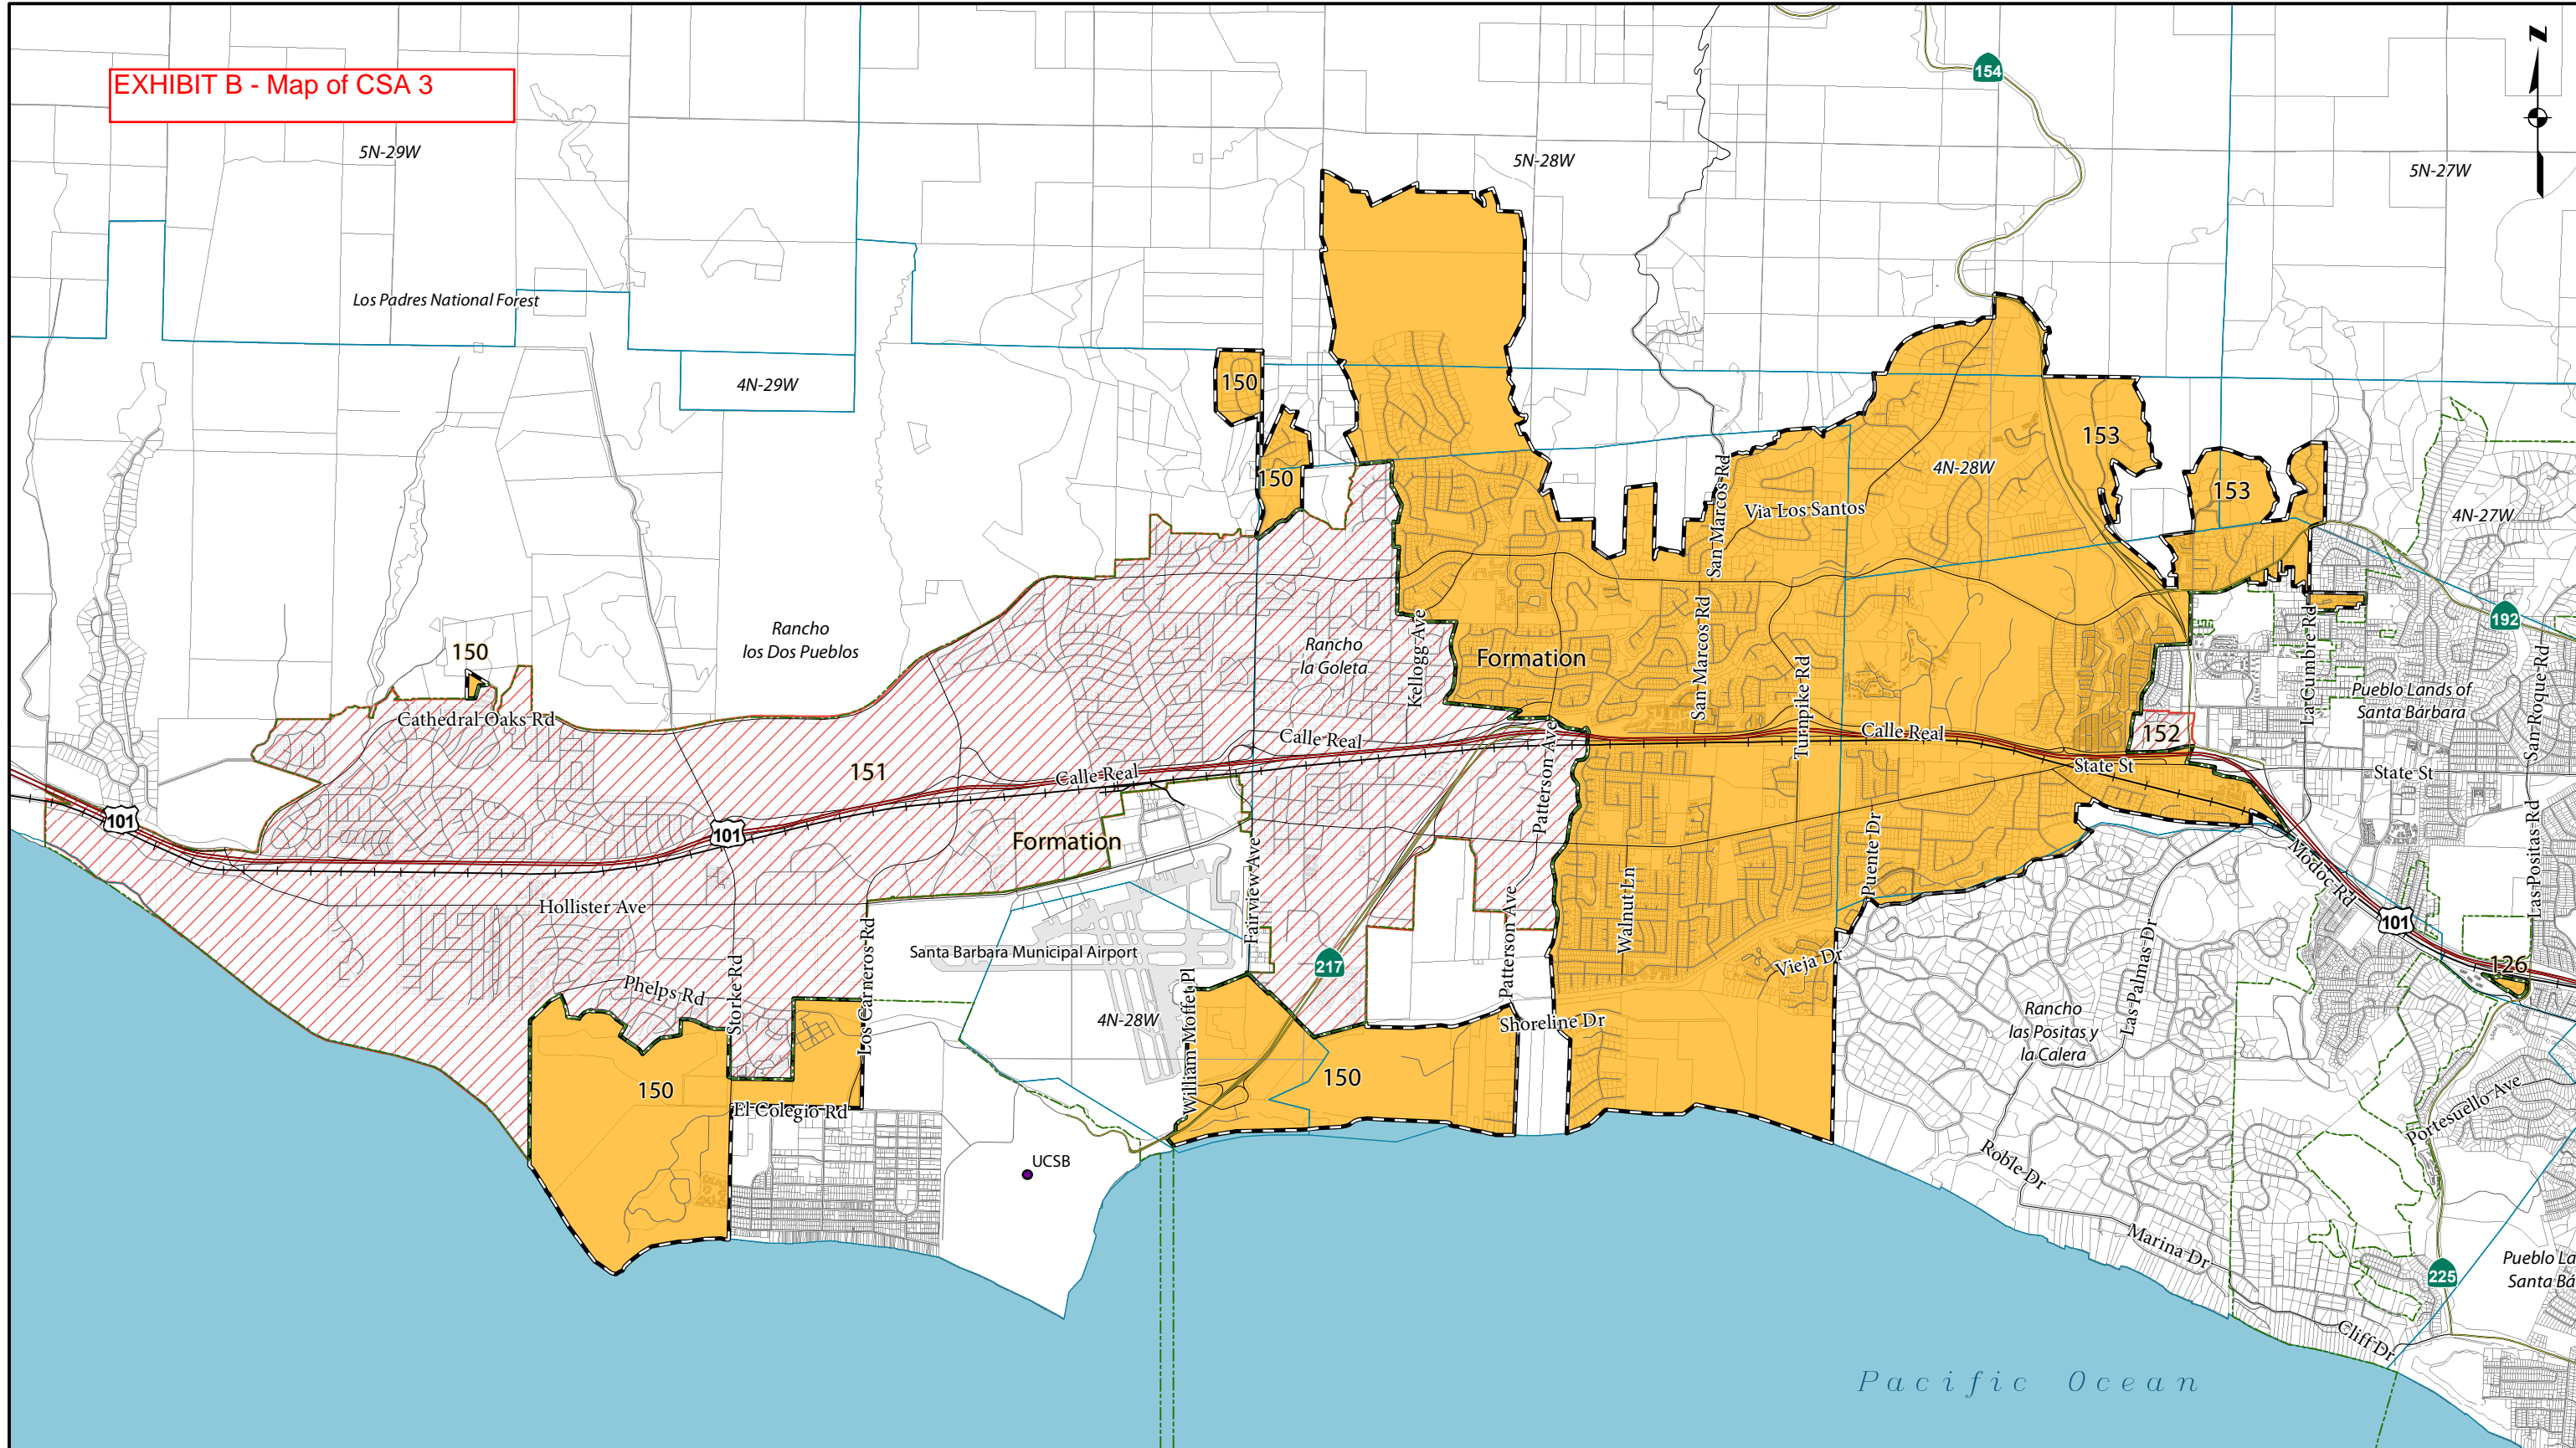 EXHIBIT B - Map of CSA 3
N
154
5N-29W
5N-28W
5N-27W
Los Padres National Forest
4N-29W
150
150
153
4N-28W
153
4N-27W
San Marcos Rd
Via Los Santos
192
Rancho
los Dos Pueblos
Rancho
la Goleta
Kellogg Ave
Formation
San Marcos Rd
Turnpike Rd
La Cumbre Rd
San Roque Rd
150
Pueblo Lands of
Santa Bárbara
Cathedral Oaks Rd
Calle Real
Calle Real
152
151
Calle Real
Patterson Ave
State St
State St
101
101
Formation
Fairview Ave
Puente Dr
Modoc Rd
Las Positas Rd
Hollister Ave
Walnut Ln
101
Santa Barbara Municipal Airport
Los Carneros Rd
Storke Rd
Phelps Rd
217
Patterson Ave
Vieja Dr
Las Palmas Dr
126
4N-28W
William Moffet Pl
Shoreline Dr
Rancho
las Positas y
la Calera
150
150
El Colegio Rd
Portesuello Ave
UCSB
Roble Dr
Marina Dr
225
Pueblo La
Santa Bá
Cliff Dr
Pacific Ocean